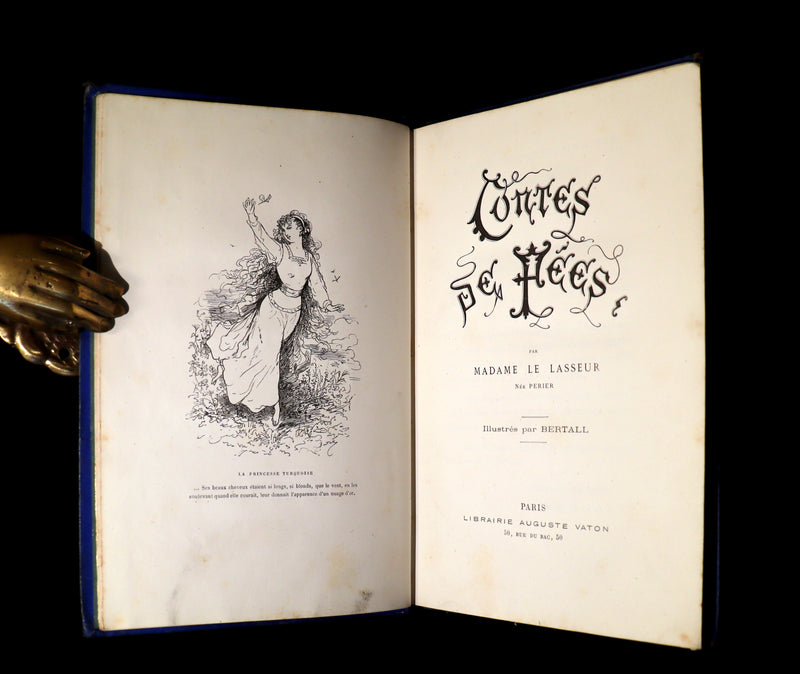 LA PRINCESSE TURQUOISE
... Ses beaux cheveux étaient si longs, si blonds, que le vent, en les
soulevant quand elle courait, leur donnait l'apparence d'un nuage d'or.
CONTES
DE FÉES
PAR
MADAME LE LASSEUR
NÉE PERIER
Illustrés par BERTALL
PARIS
LIBRAIRIE AUGUSTE VATON
50, RUE DU BAC, 50